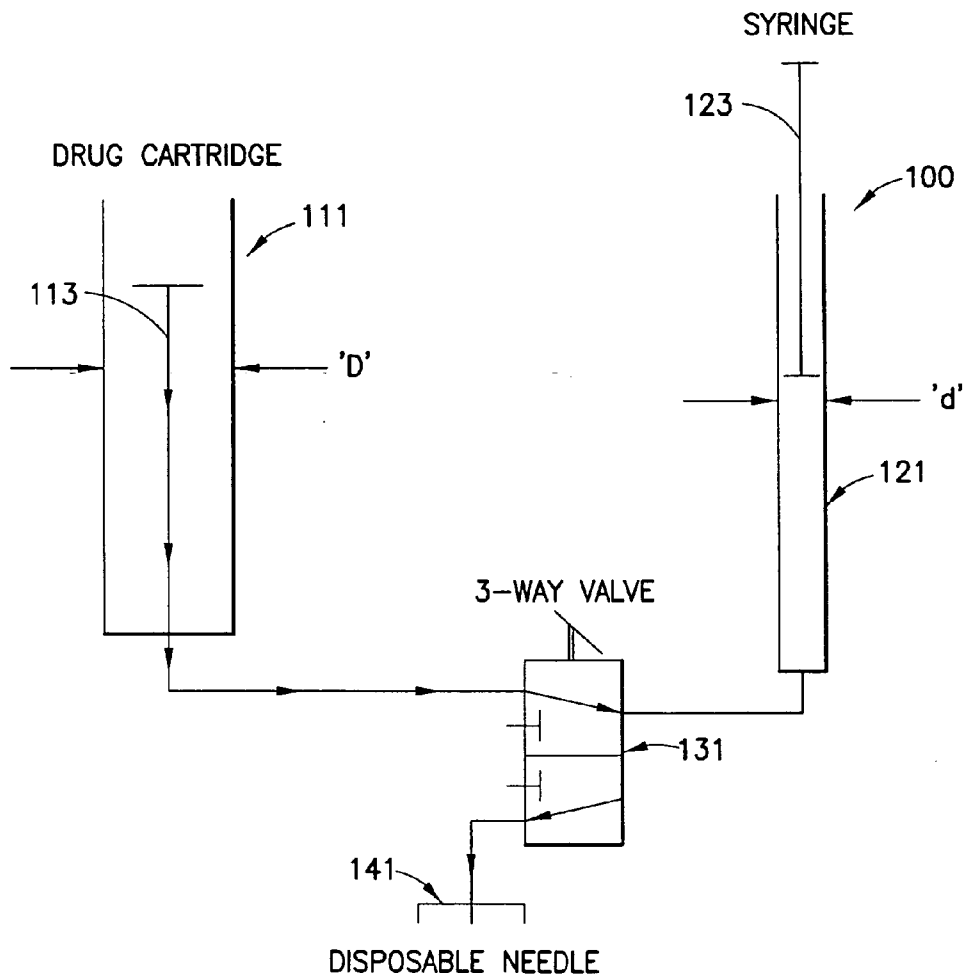 SYRINGE
123
DRUG CARTRIDGE
100
111
113
'D'
'd'
121
3-WAY VALVE
131
141
DISPOSABLE NEEDLE